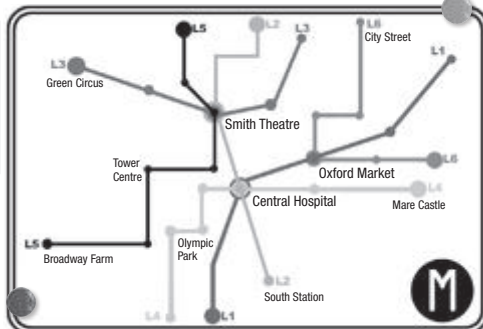 L5
L2
L6
City Street
L3
L3
L1
Green Circus
Smith Theatre
Tower
Centre
Oxford Market
L6
Central Hospital
L4
Mare Castle
L5
Broadway Farm
Olympic
Park
L2
South Station
L4
L1
M